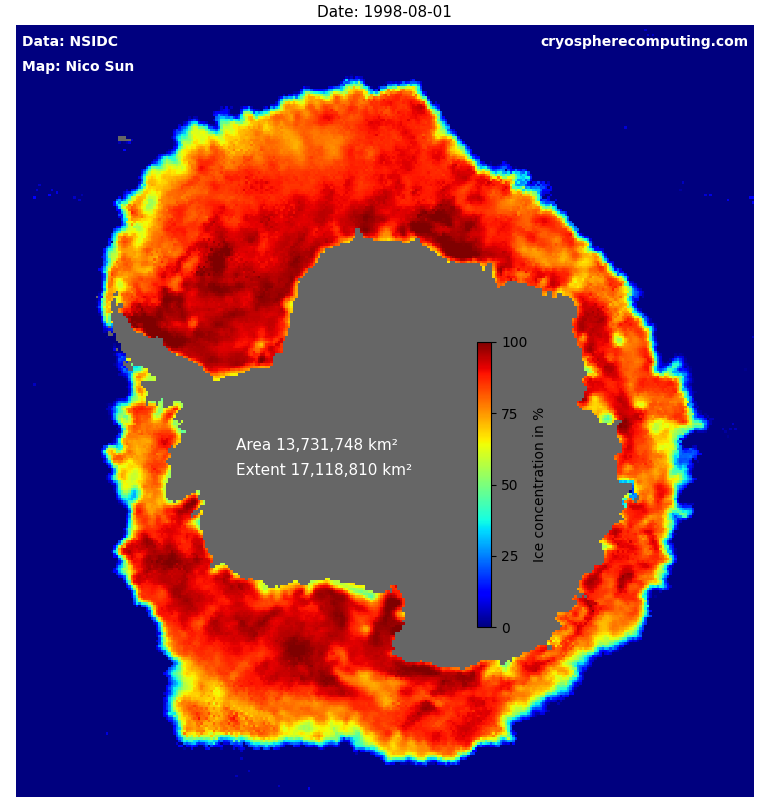 Date: 1998-08-01
Data: NSIDC
cryospherecomputing.com
Map: Nico Sun
100
75
50
25
0
Ice concentration in %
Area 13,731,748 km²
Extent 17,118,810 km²